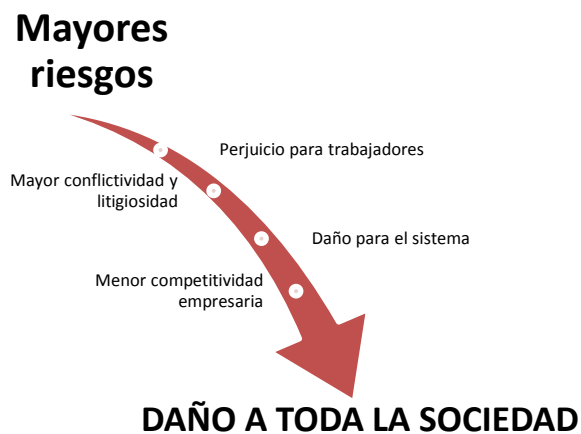 Mayores
riesgos
Perjuicio para trabajadores
Mayor conflictividad y
litigiosidad
Daño para el sistema
Menor competitividad
empresaria
DAÑO A TODA LA SOCIEDAD